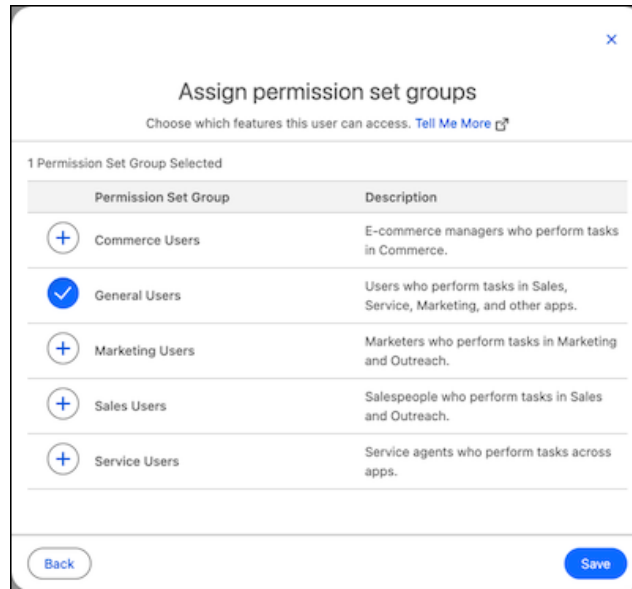 Assign permission set groups
Choose which features this user can access. Tell Me More
1 Permission Set Group Selected
Permission Set Group Description
Commerce Users E-commerce managers who perform tasks
in Commerce.
General Users Users who perform tasks in Sales,
Service, Marketing, and other apps.
Marketing Users Marketers who perform tasks in Marketing
and Outreach.
Sales Users Salespeople who perform tasks in Sales
and Outreach.
Service Users Service agents who perform tasks across
apps.
Back Save